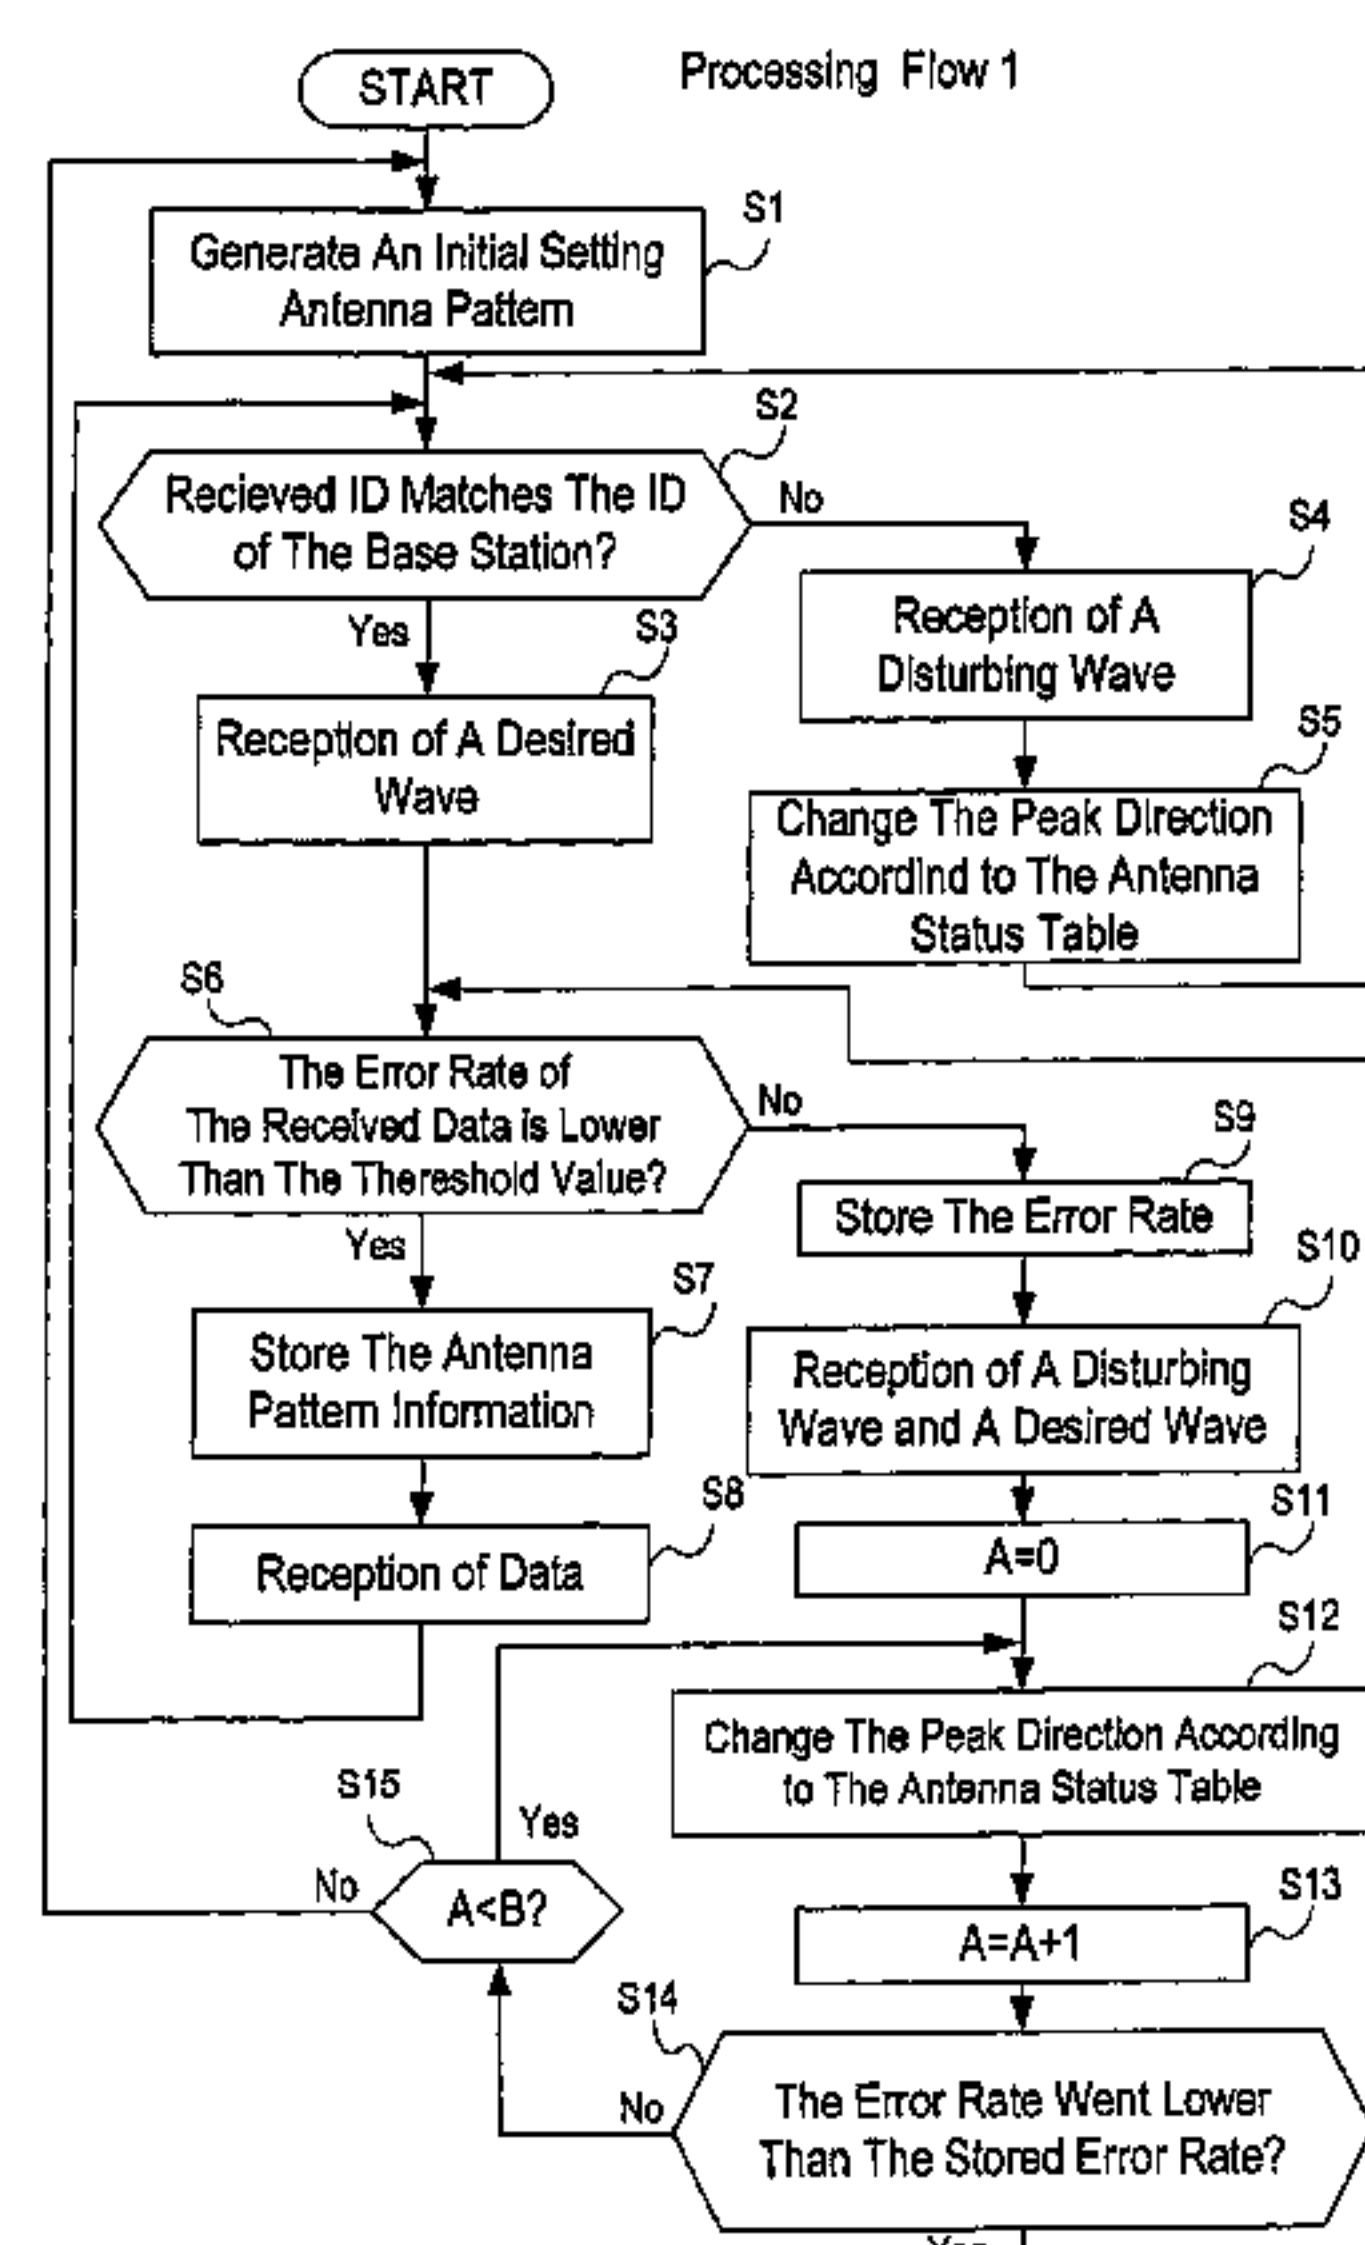 START
Processing Flow 1
S1
Generate An Initial Setting
Antenna Pattern
S2
Recieved ID Matches The ID
of The Base Station?
No
Yes
S3
S4
Reception of A
Disturbing Wave
Reception of A Desired
Wave
S5
Change The Peak Direction
Accordind to The Antenna
Status Table
S6
The Error Rate of
The Received Data is Lower
Than The Thereshold Value?
No
Yes
S9
Store The Error Rate
S7
Store The Antenna
Pattern Information
S10
Reception of A Disturbing
Wave and A Desired Wave
S8
Reception of Data
S11
A=0
S12
Change The Peak Direction According
to The Antenna Status Table
S15
Yes
No
A<B?
S13
A=A+1
S14
No
The Error Rate Went Lower
Than The Stored Error Rate?
Yes